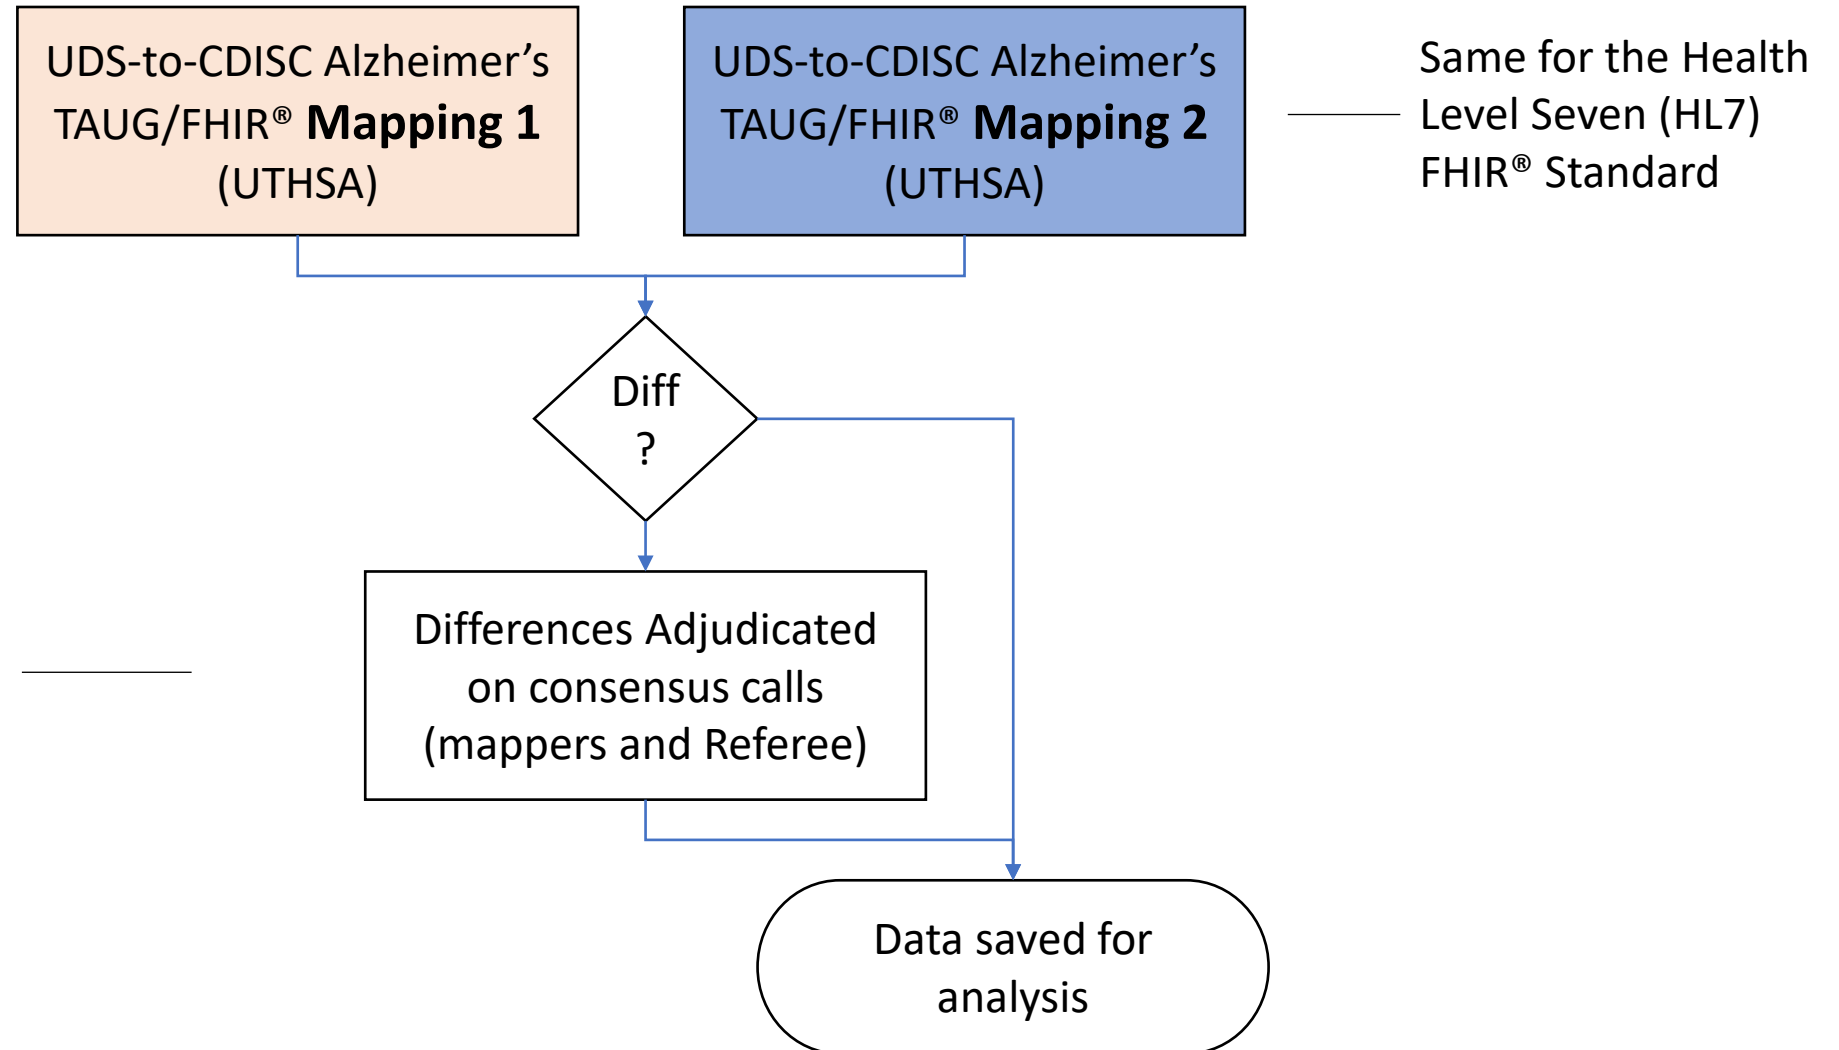 UDS-to-CDISC Alzheimer’s
TAUG/FHIR® Mapping 1
(UTHSA)
UDS-to-CDISC Alzheimer’s
TAUG/FHIR® Mapping 2
(UTHSA)
Same for the Health
Level Seven (HL7)
FHIR® Standard
Diff
?
Differences Adjudicated
on consensus calls
(mappers and Referee)
Data saved for
analysis